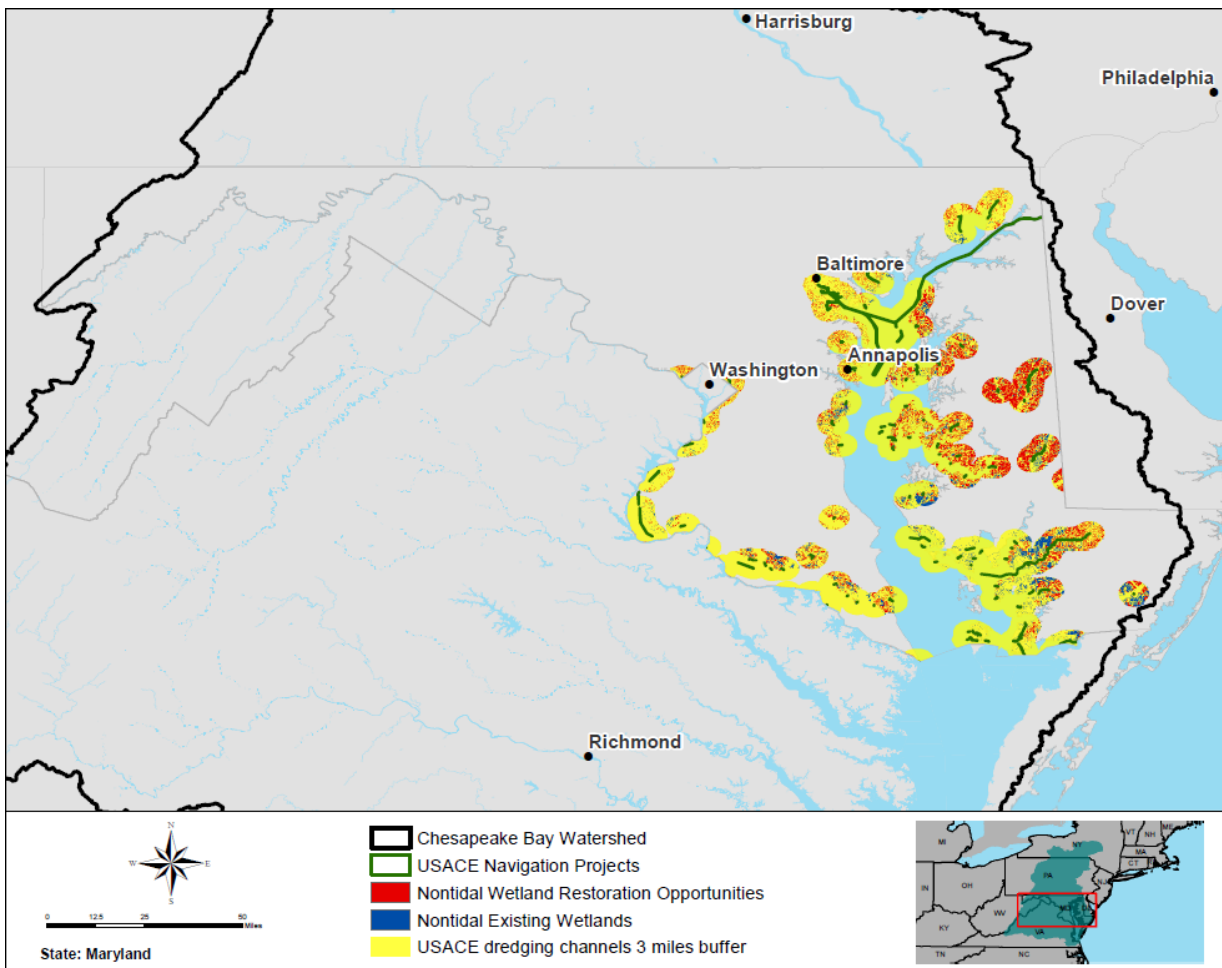 Harrisburg
Philadelphia
Baltimore
Dover
Annapolis
Washington
Richmond
N
W
E
S
0
12.5
25
50
Miles
State: Maryland
Chesapeake Bay Watershed
USACE Navigation Projects
Nontidal Wetland Restoration Opportunities
Nontidal Existing Wetlands
USACE dredging channels 3 miles buffer
VT
NH
ME
MI
NY
MA
CT
PA
NJ
IN
OH
WV
KY
VA
TN
NC